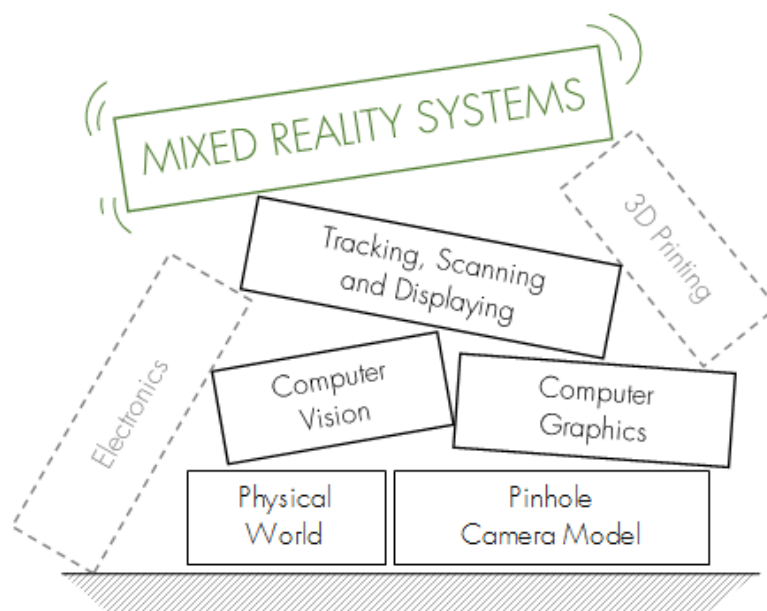 MIXED REALITY SYSTEMS
3D Printing
Tracking, Scanning
and Displaying
Electronics
Computer
Vision
Computer
Graphics
Physical
World
Pinhole
Camera Model